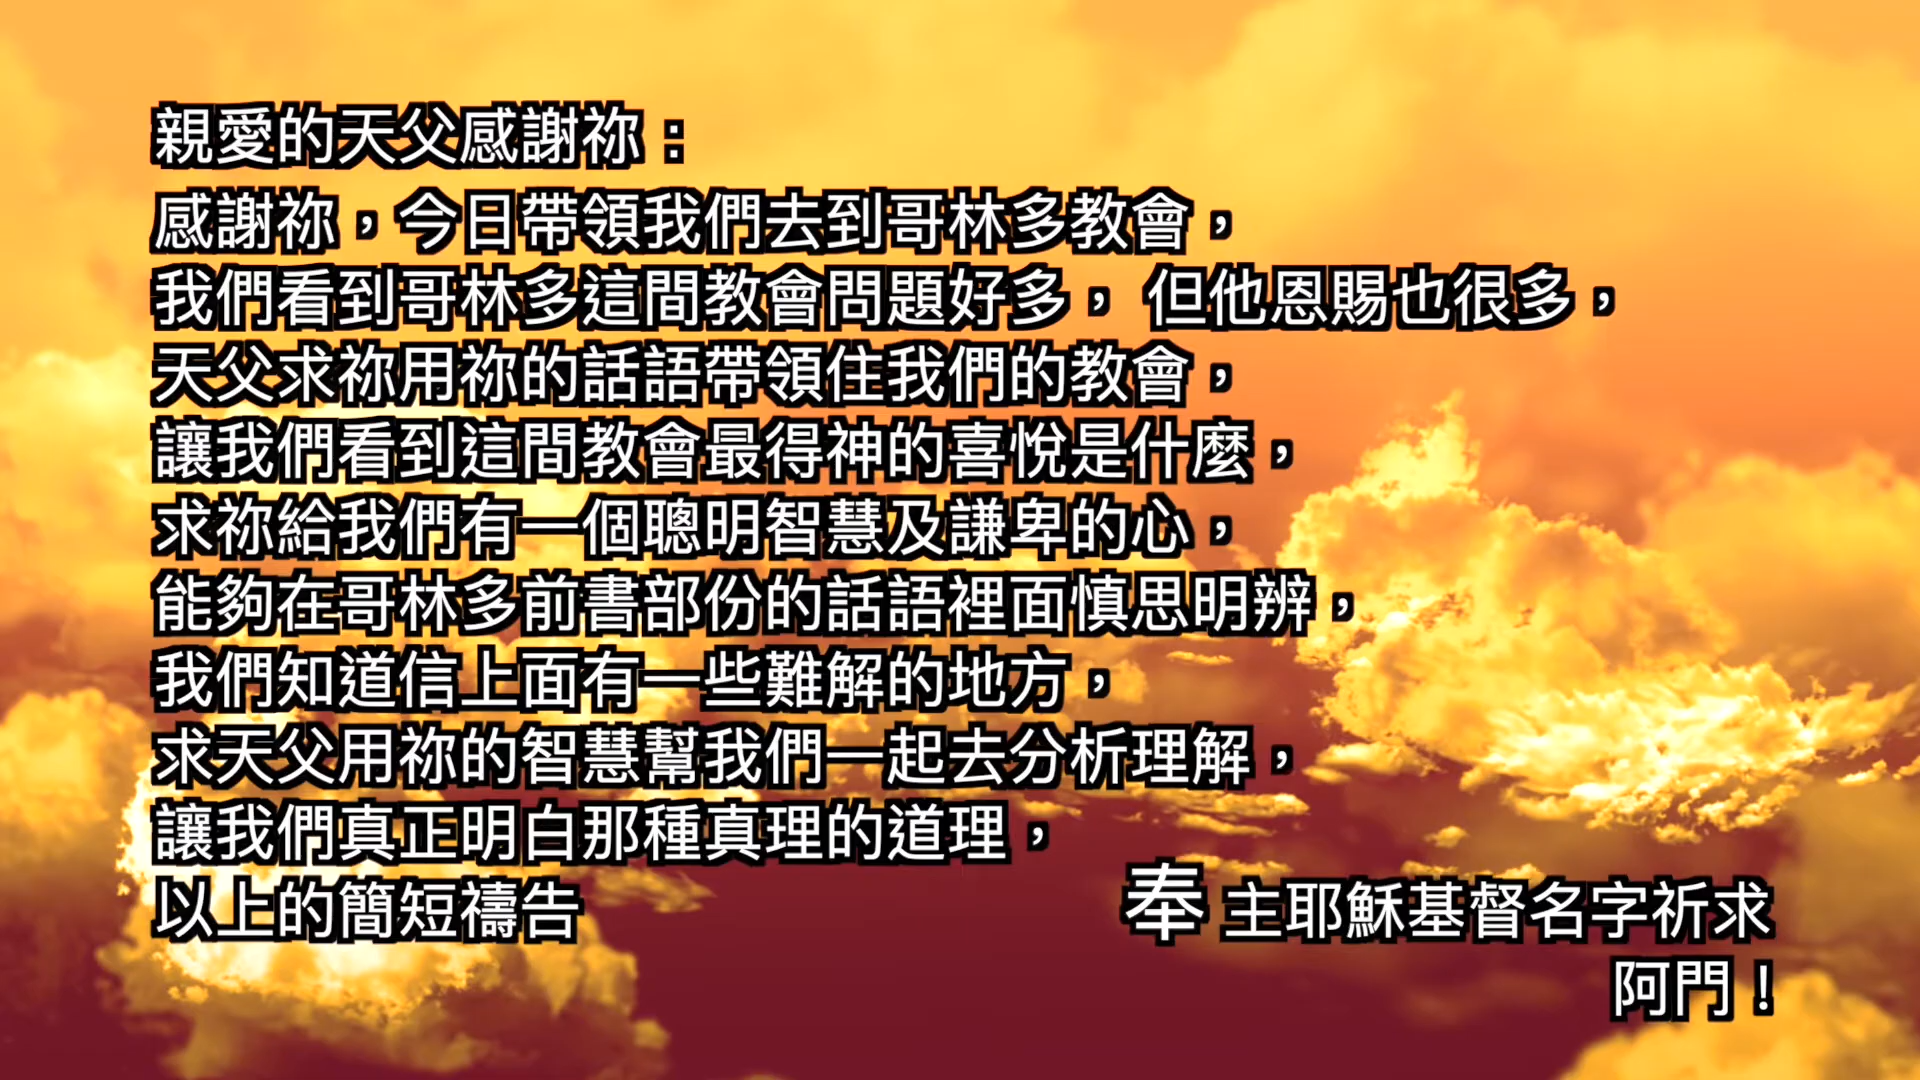 親愛的天父感謝祢：
感謝祢，今日帶領我們去到哥林多教會，
我們看到哥林多這間教會問題好多， 但他恩賜也很多，
天父求祢用祢的話語帶領住我們的教會，
讓我們看到這間教會最得神的喜悅是什麼，
求祢給我們有一個聰明智慧及謙卑的心，
能夠在哥林多前書部份的話語裡面慎思明辨，
我們知道信上面有一些難解的地方，
求天父用祢的智慧幫我們一起去分析理解，
讓我們真正明白那種真理的道理，
以上的簡短禱告
奉 主耶穌基督名字祈求
阿門！